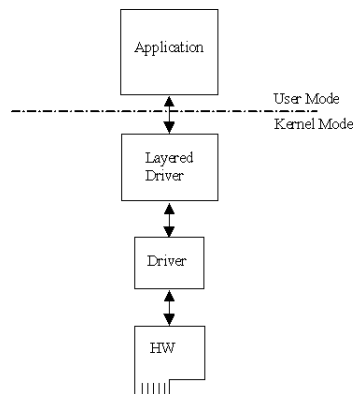 Application
User Mode
Kernel Mode
Layered
Driver
Driver
HW